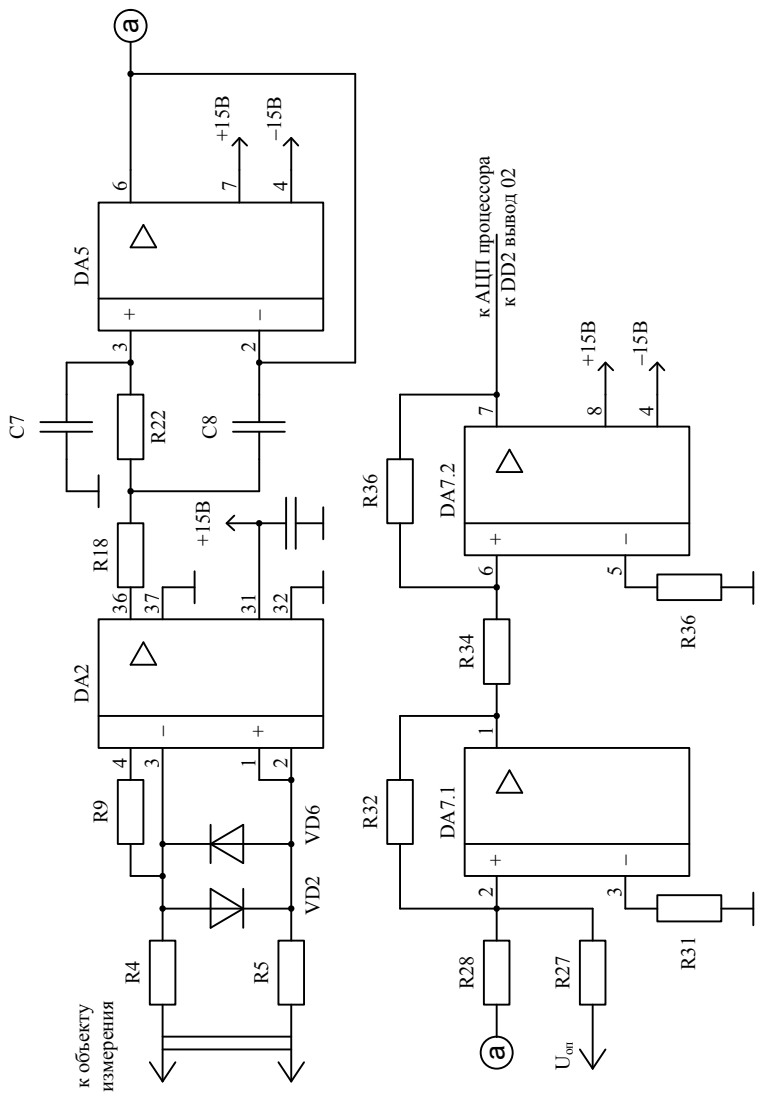 к объекту
измерения
R4
R5
VD2
VD6
R9
4
3
1
2
DA2
−
+
36
37
31
32
R18
+15В
C7
R22
C8
3
2
DA5
+
−
6
7
4
+15В
−15В
а
а
Uоп
R28
R27
R32
2
3
R31
DA7.1
+
−
1
R34
R36
6
5
R36
DA7.2
+
−
7
8
4
+15В
−15В
к АЦП процессора
к DD2 вывод 02